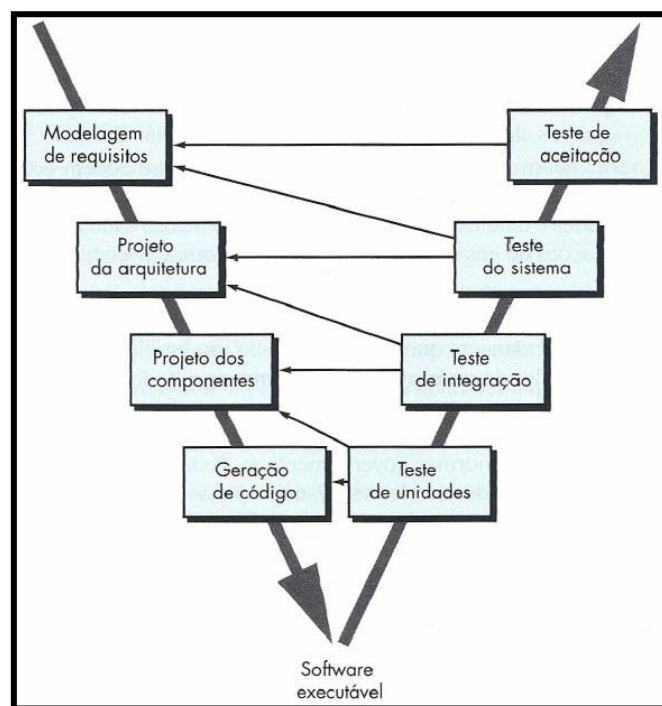 Modelagem
de requisitos
Teste de
aceitação
Projeto
da arquitetura
Teste
do sistema
Projeto dos
componentes
Teste
de integração
Geração
de código
Teste
de unidades
Software
executável